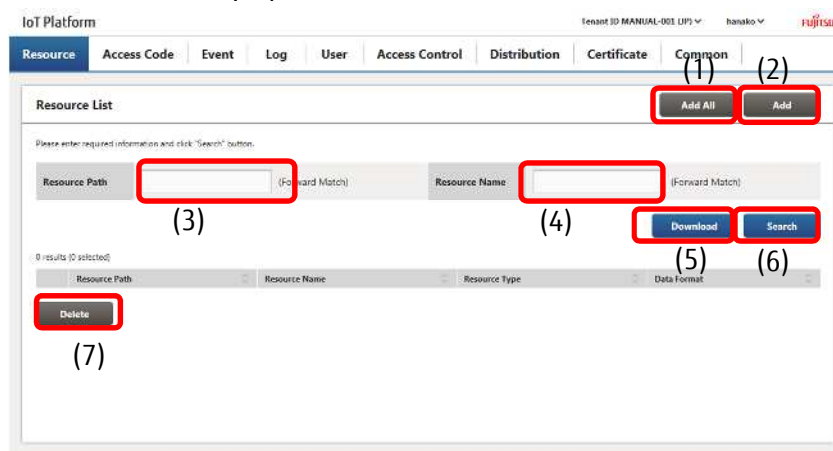 IoT Platform Tenant ID MANUAL-001 (JP) hanako FUJITSU
Resource Access Code Event Log User Access Control Distribution Certificate Common
(1) (2)
Resource List Add All Add
Please enter required information and click "Search" button.
Resource Path (Forward Match) Resource Name (Forward Match)
(3) (4)
Download Search
(5) (6)
0 results (0 selected)
Resource Path Resource Name Resource Type Data Format
Delete
(7)